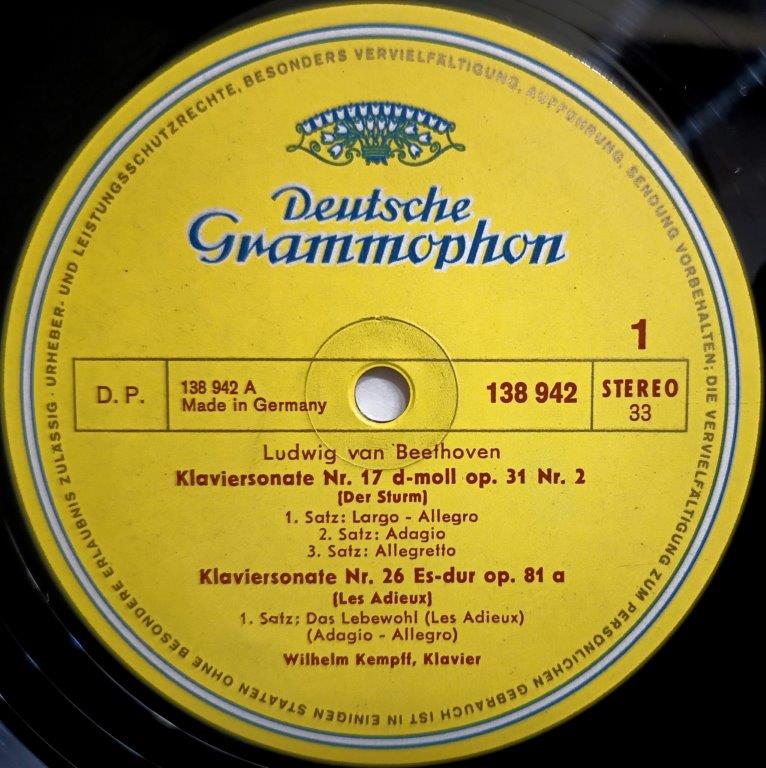 URHEBER- UND LEISTUNGSSCHUTZRECHTE, BESONDERS VERVIELFÄLTIGUNG, AUFFÜHRUNG, SENDUNG VORBEHALTEN; DIE VERVIELFÄLTIGUNG ZUM PERSÖNLICHEN GEBRAUCH IST IN EINIGEN STAATEN OHNE BESONDERE ERLAUBNIS ZULÄSSIG ·
Deutsche
Grammophon
1
D. P.
138 942 A
Made in Germany
138 942
STEREO
33
Ludwig van Beethoven
Klaviersonate Nr. 17 d-moll op. 31 Nr. 2
(Der Sturm)
1. Satz: Largo - Allegro
2. Satz: Adagio
3. Satz: Allegretto
Klaviersonate Nr. 26 Es-dur op. 81 a
(Les Adieux)
1. Satz; Das Lebewohl (Les Adieux)
(Adagio - Allegro)
Wilhelm Kempff, Klavier